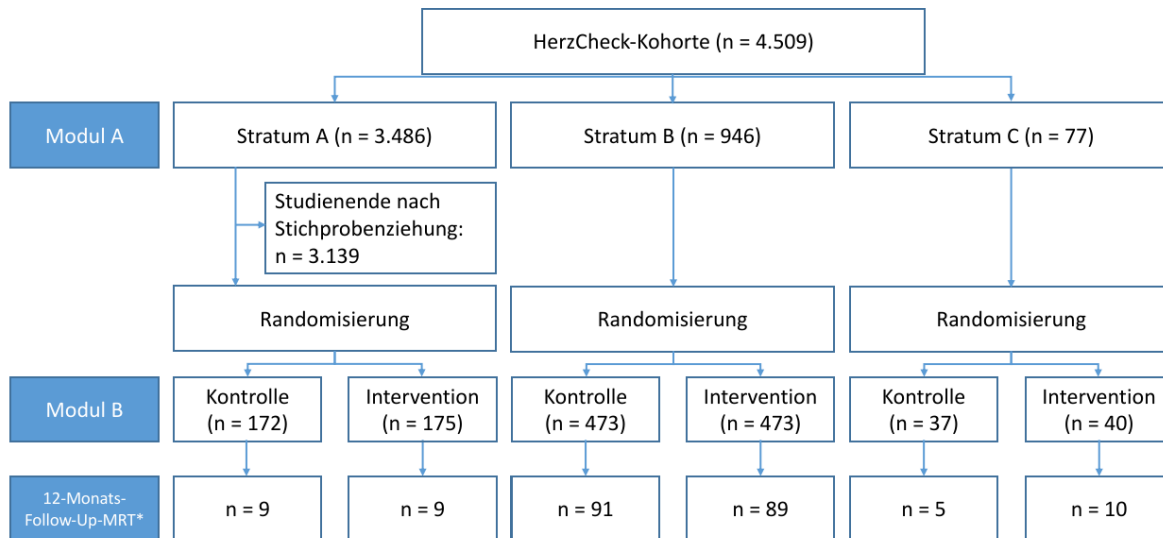 HerzCheck-Kohorte (n = 4.509)
Modul A
Stratum A (n = 3.486)
Stratum B (n = 946)
Stratum C (n = 77)
Studienende nach
Stichprobenziehung:
n = 3.139
Randomisierung
Randomisierung
Randomisierung
Modul B
Kontrolle
(n = 172)
Intervention
(n = 175)
Kontrolle
(n = 473)
Intervention
(n = 473)
Kontrolle
(n = 37)
Intervention
(n = 40)
12-Monats-
Follow-Up-MRT*
n = 9
n = 9
n = 91
n = 89
n = 5
n = 10